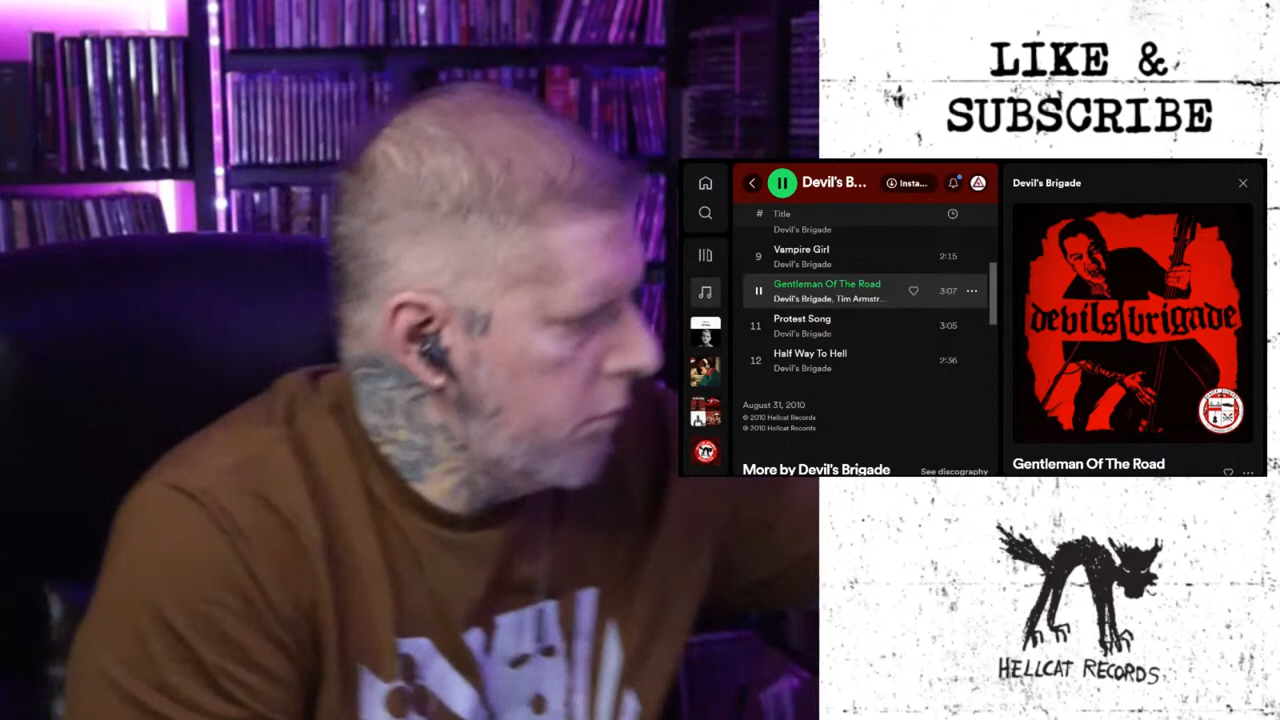 LIKE &
SUBSCRIBE
Devil's B...
Insta...
Devil's Brigade
# Title
Devil's Brigade
9 Vampire Girl 2:15
Devil's Brigade
Gentleman Of The Road 3:07
Devil's Brigade, Tim Armstr...
11 Protest Song 3:05
Devil's Brigade
12 Half Way To Hell 2:36
Devil's Brigade
August 31, 2010
© 2010 Hellcat Records
℗ 2010 Hellcat Records
More by Devil's Brigade See discography
devils brigade
Gentleman Of The Road
HELLCAT RECORDS